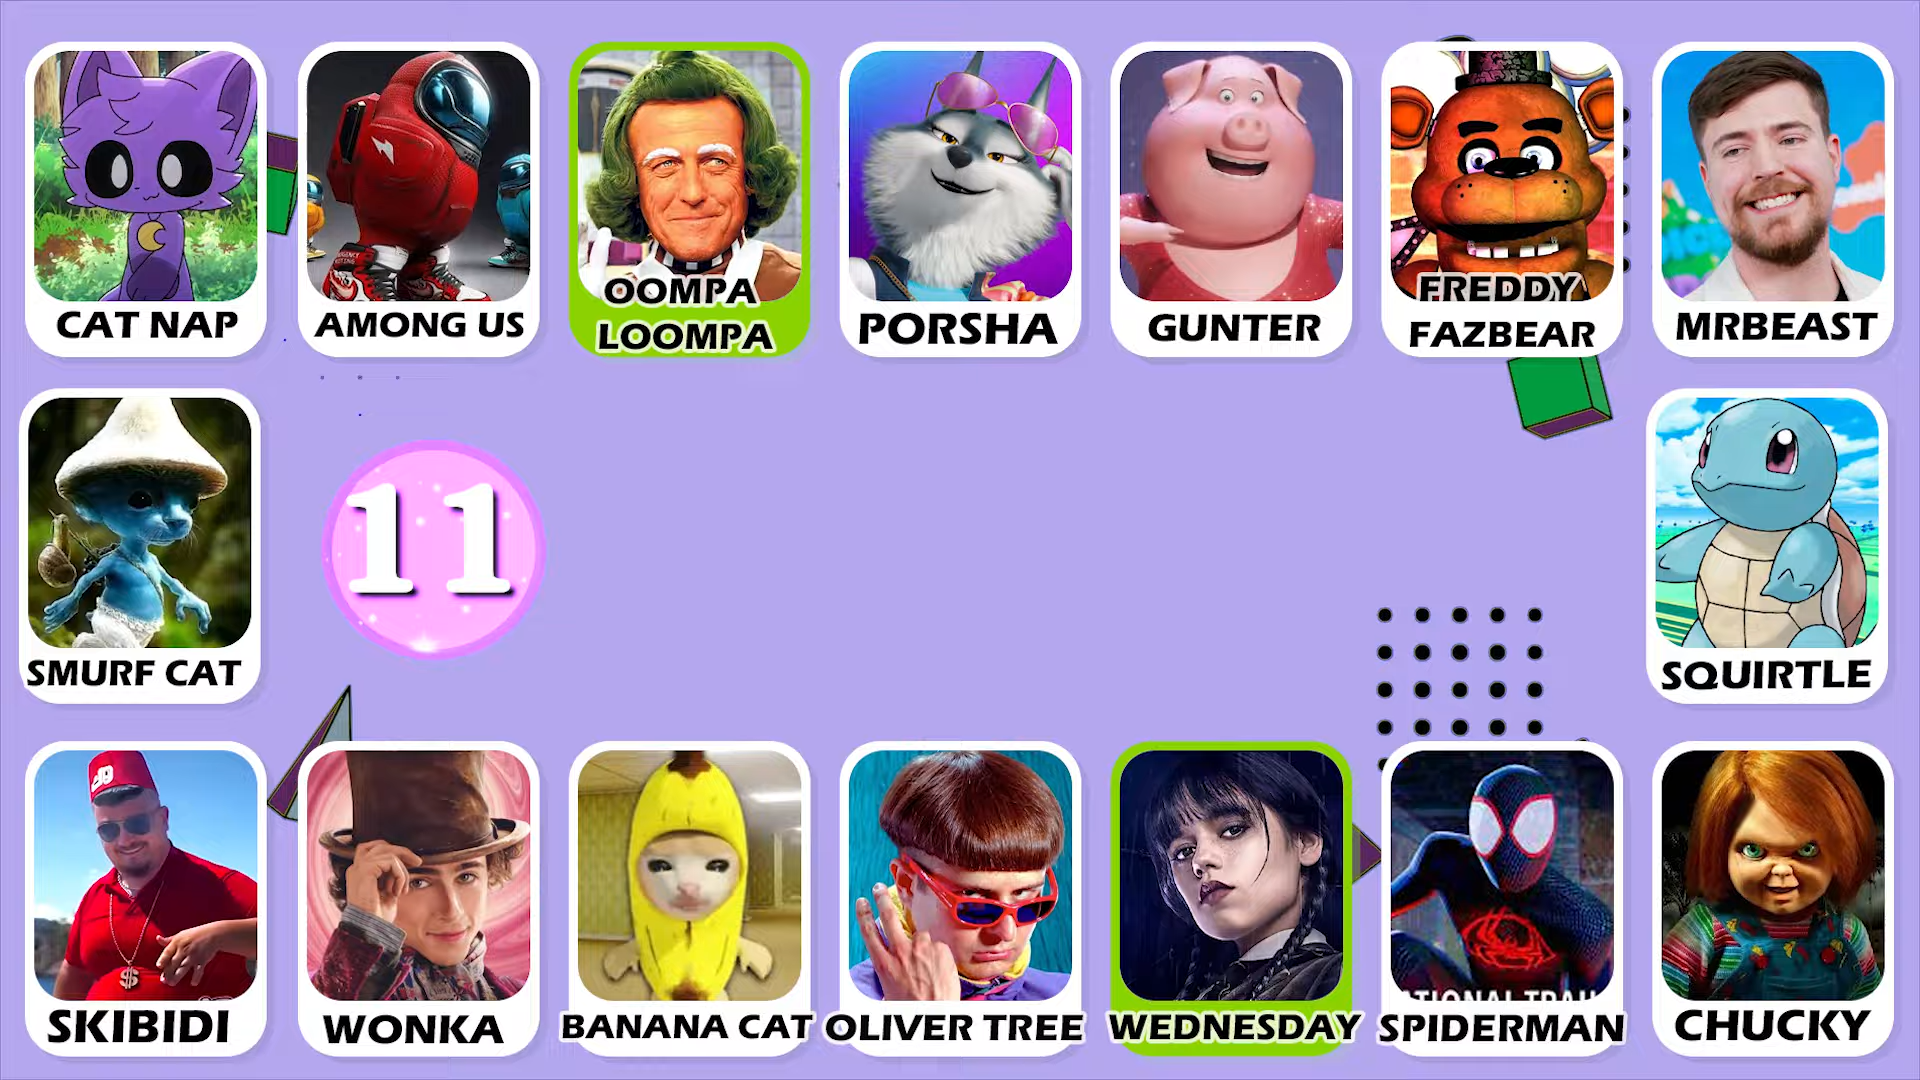 CAT NAP
AMONG US
OOMPA
LOOMPA
PORSHA
GUNTER
FREDDY
FAZBEAR
MRBEAST
SMURF CAT
11
SQUIRTLE
SKIBIDI
WONKA
BANANA CAT
OLIVER TREE
WEDNESDAY
SPIDERMAN
CHUCKY
$